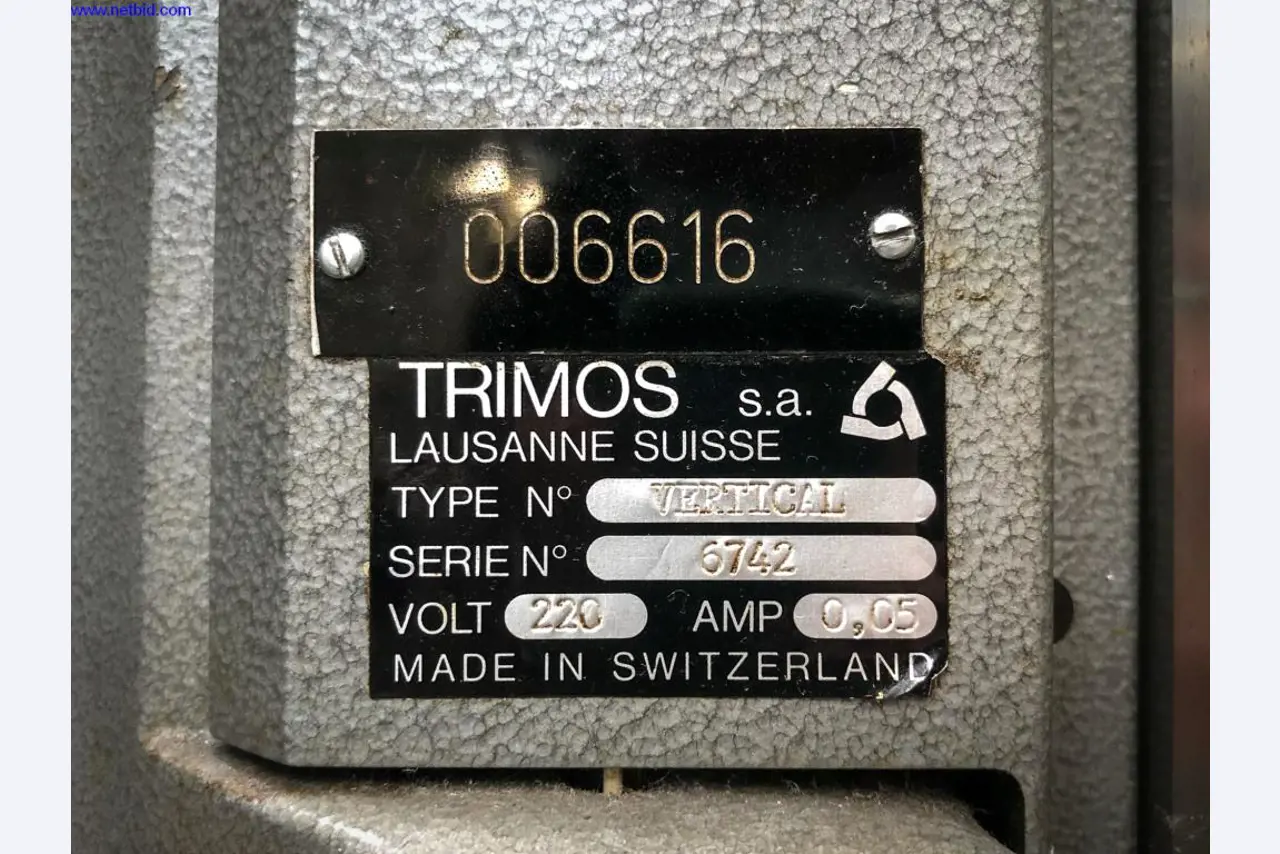 www.netbid.com
006616
TRIMOS s.a.
LAUSANNE SUISSE
TYPE N° VERTICAL
SERIE N° 6742
VOLT 220 AMP 0,05
MADE IN SWITZERLAND